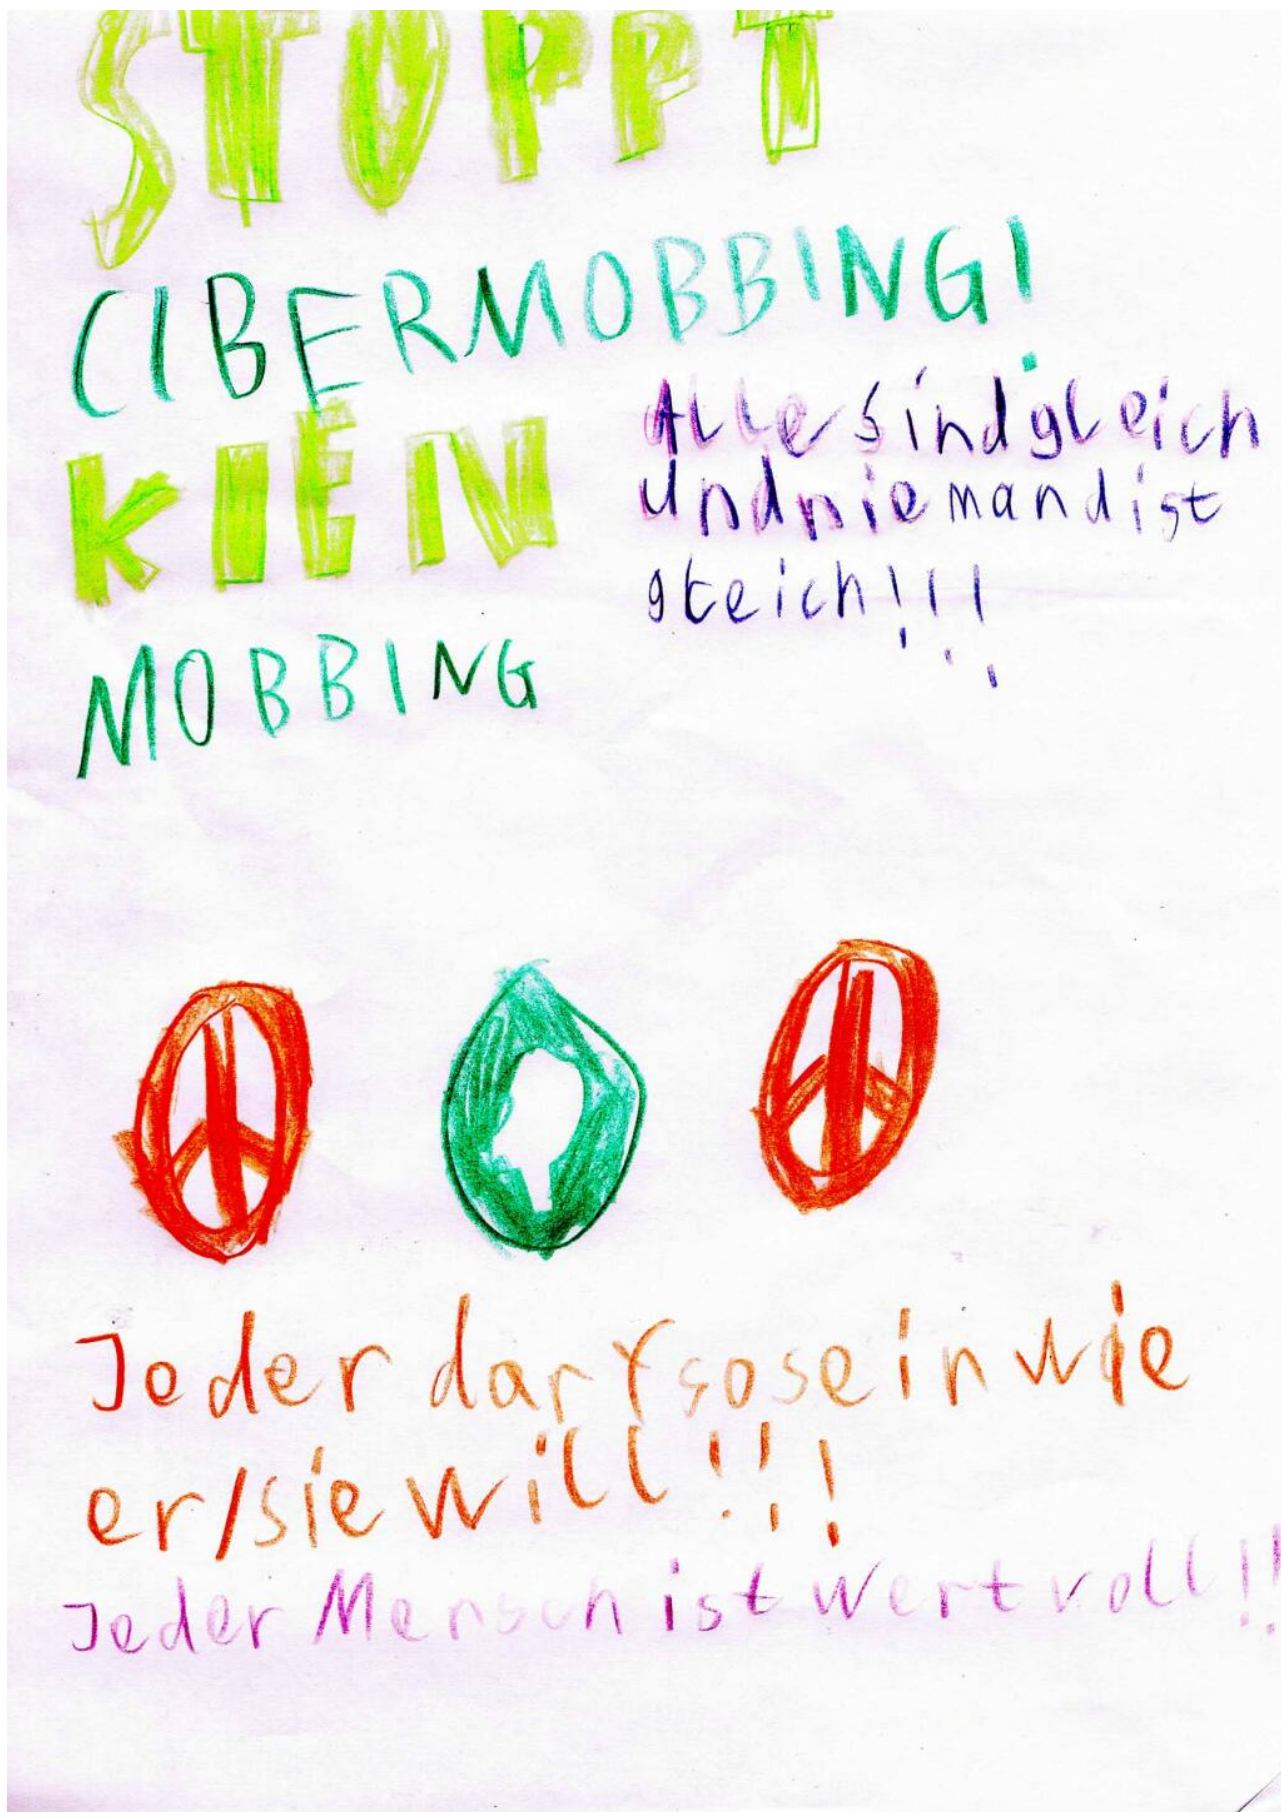 STOPPT
CIBERMOBBING!
KIEN
MOBBING
Alle sind gleich
und niemand ist
gleich!!!
Jeder darf so sein wie
er/sie will!!!
Jeder Mensch ist wertvoll!!